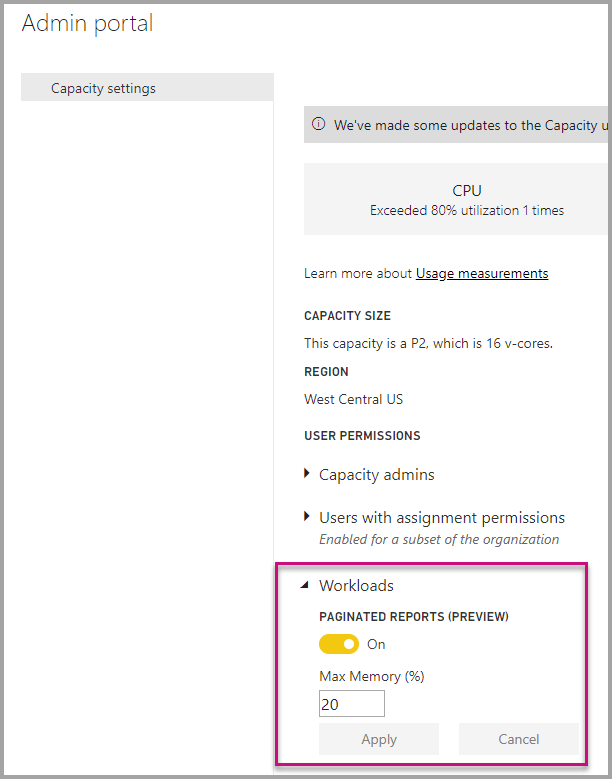 Admin portal
Capacity settings
We've made some updates to the Capacity u
CPU
Exceeded 80% utilization 1 times
Learn more about Usage measurements
CAPACITY SIZE
This capacity is a P2, which is 16 v-cores.
REGION
West Central US
USER PERMISSIONS
Capacity admins
Users with assignment permissions
Enabled for a subset of the organization
Workloads
PAGINATED REPORTS (PREVIEW)
On
Max Memory (%)
20
Apply Cancel